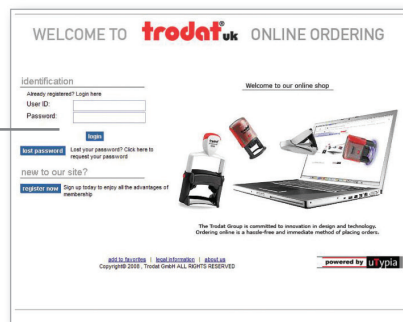 WELCOME TO trodat® uk ONLINE ORDERING
identification
Already registered? Login here
User ID:
Password:
login
lost password Lost your password? Click here to request your password
new to our site?
register now Sign up today to enjoy all the advantages of membership
Welcome to our online shop
The Trodat Group is committed to innovation in design and technology.
Ordering online is a hassle-free and immediate method of placing orders.
add to favorites | legal information | about us
Copyright© 2008 , Trodat GmbH ALL RIGHTS RESERVED
powered by uTypia